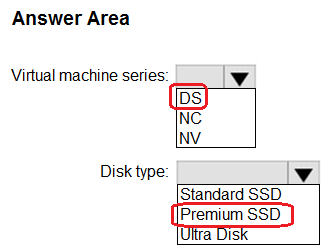 Answer Area
Virtual machine series:
DS
NC
NV
Disk type:
Standard SSD
Premium SSD
Ultra Disk